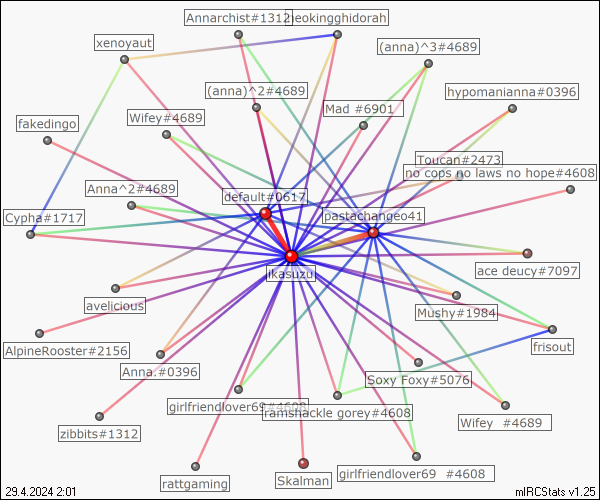 Annarchist#1312
neokingghidorah
xenoyaut
(anna)^3#4689
(anna)^2#4689
hypomanianna#0396
Mad #6901
fakedingo
Wifey#4689
Toucan#2473
no cops no laws no hope#4608
Anna^2#4689
default#0617
Cypha#1717
pastachangeo41
ikasuzu
ace deucy#7097
avelicious
Mushy#1984
frisout
AlpineRooster#2156
Anna.#0396
Soxy Foxy#5076
girlfriendlover69#4608
ramshackle gorey#4608
Wifey #4689
zibbits#1312
rattgaming
Skalman
girlfriendlover69 #4608
29.4.2024 2:01
mIRCStats v1.25